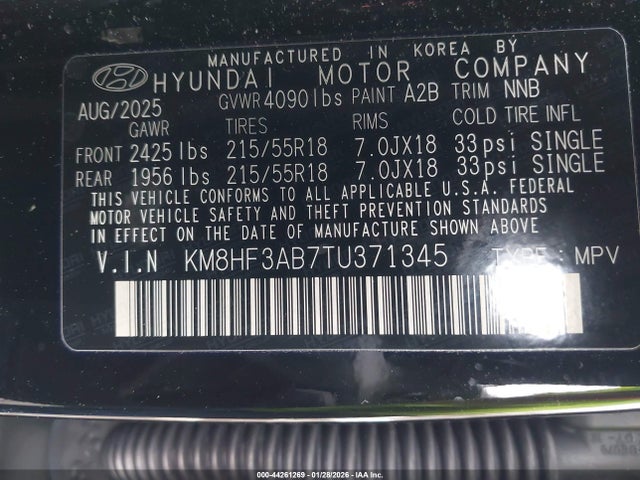 MANUFACTURED IN KOREA BY
HYUNDAI MOTOR COMPANY
AUG/2025 GVWR 4090lbs PAINT A2B TRIM NNB
GAWR TIRES RIMS COLD TIRE INFL
FRONT 2425 lbs 215/55R18 7.0JX18 33psi SINGLE
REAR 1956 lbs 215/55R18 7.0JX18 33psi SINGLE
THIS VEHICLE CONFORMS TO ALL APPLICABLE U.S.A. FEDERAL
MOTOR VEHICLE SAFETY AND THEFT PREVENTION STANDARDS
IN EFFECT ON THE DATE OF MANUFACTURE SHOWN ABOVE
V.I.N KM8HF3AB7TU371345 TYPE : MPV
000-44261269 - 01/28/2026 - IAA Inc.